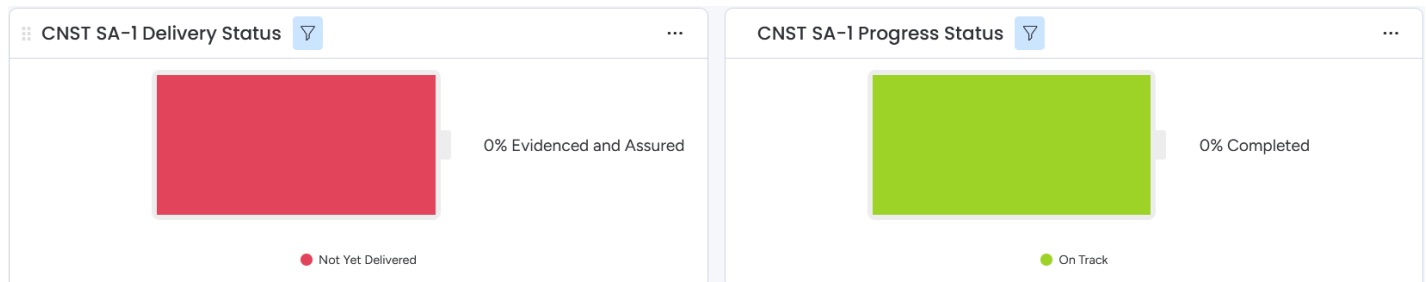 CNST SA-1 Delivery Status
0% Evidenced and Assured
Not Yet Delivered
CNST SA-1 Progress Status
0% Completed
On Track